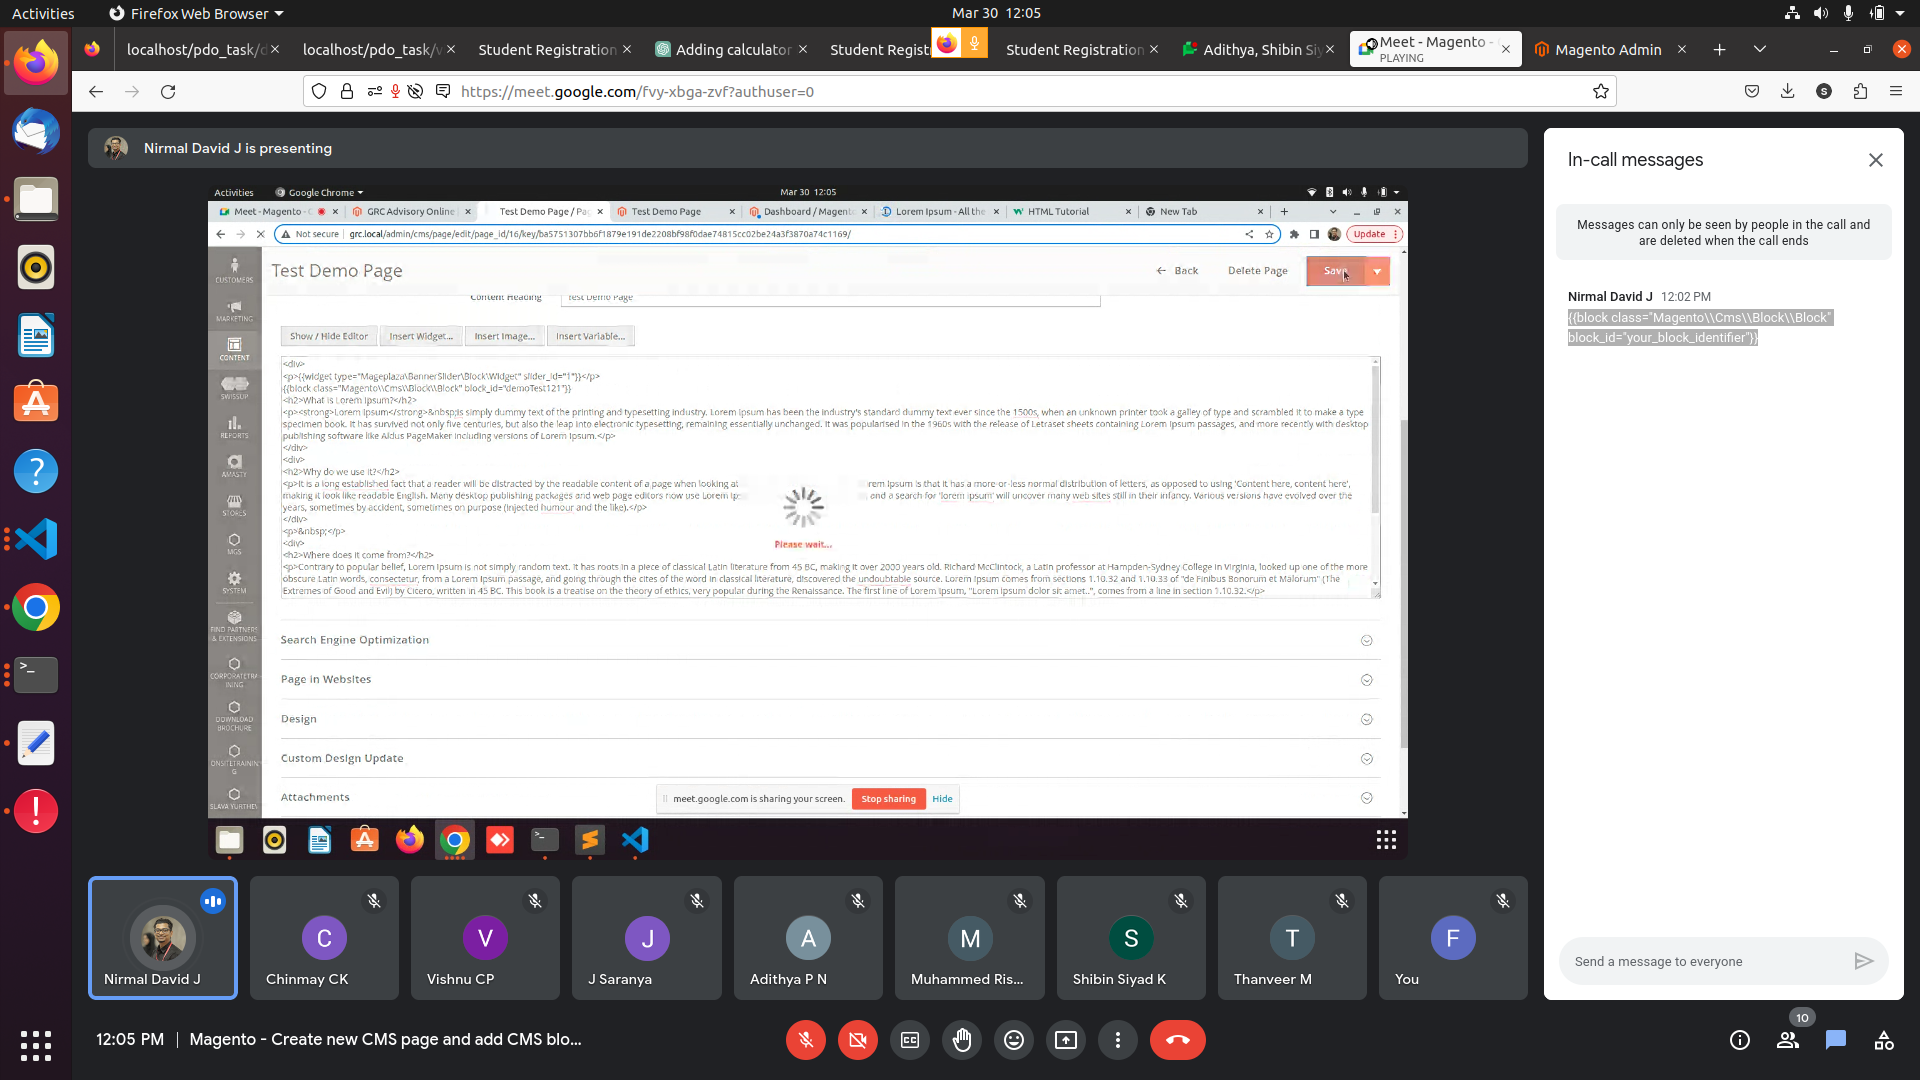 Activities
Firefox Web Browser
Mar 30 12:05
localhost/pdo_task/d
localhost/pdo_task/v
Student Registration
Adding calculator
Student Regist
Student Registration
Adithya, Shibin Siy
Meet - Magento -
PLAYING
Magento Admin
https://meet.google.com/fvy-xbga-zvf?authuser=0
Nirmal David J is presenting
Activities
Google Chrome
Mar 30 12:05
Meet - Magento -
GRC Advisory Online
Test Demo Page / Pag
Test Demo Page
Dashboard / Magento
Lorem Ipsum - All the
HTML Tutorial
New Tab
Not secure
grc.local/admin/cms/page/edit/page_id/16/key/ba5751307bb6f1879e191de2208bf98f0dae74815cc02be24a3f3870a74c1169/
Update
CUSTOMERS
MARKETING
CONTENT
SWISSUP
REPORTS
AMASTY
STORES
MGS
SYSTEM
FIND PARTNERS
& EXTENSIONS
CORPORATETRA
INING
DOWNLOAD
BROCHURE
ONSITETRAININ
G
SLAVA YURTHEV
Test Demo Page
Back
Delete Page
Save
Content Heading
Test Demo Page
Show / Hide Editor
Insert Widget...
Insert Image...
Insert Variable...
<div>
<p>{{widget type="Mageplaza\BannerSlider\Block\Widget" slider_id="1"}}</p>
{{block class="Magento\\Cms\\Block\\Block" block_id="demoTest121"}}
<h2>What is Lorem Ipsum?</h2>
<p><strong>Lorem Ipsum</strong>&nbsp;is simply dummy text of the printing and typesetting industry. Lorem Ipsum has been the industry's standard dummy text ever since the 1500s, when an unknown printer took a galley of type and scrambled it to make a type
specimen book. It has survived not only five centuries, but also the leap into electronic typesetting, remaining essentially unchanged. It was popularised in the 1960s with the release of Letraset sheets containing Lorem Ipsum passages, and more recently with desktop
publishing software like Aldus PageMaker including versions of Lorem Ipsum.</p>
</div>
<div>
<h2>Why do we use it?</h2>
<p>It is a long established fact that a reader will be distracted by the readable content of a page when looking at rem Ipsum is that it has a more-or-less normal distribution of letters, as opposed to using 'Content here, content here',
making it look like readable English. Many desktop publishing packages and web page editors now use Lorem Ip and a search for 'lorem ipsum' will uncover many web sites still in their infancy. Various versions have evolved over the
years, sometimes by accident, sometimes on purpose (injected humour and the like).</p>
</div>
<p>&nbsp;</p>
<div>
<h2>Where does it come from?</h2>
<p>Contrary to popular belief, Lorem Ipsum is not simply random text. It has roots in a piece of classical Latin literature from 45 BC, making it over 2000 years old. Richard McClintock, a Latin professor at Hampden-Sydney College in Virginia, looked up one of the more
obscure Latin words, consectetur, from a Lorem Ipsum passage, and going through the cites of the word in classical literature, discovered the undoubtable source. Lorem Ipsum comes from sections 1.10.32 and 1.10.33 of "de Finibus Bonorum et Malorum" (The
Extremes of Good and Evil) by Cicero, written in 45 BC. This book is a treatise on the theory of ethics, very popular during the Renaissance. The first line of Lorem Ipsum, "Lorem ipsum dolor sit amet..", comes from a line in section 1.10.32.</p>
Please wait...
Search Engine Optimization
Page in Websites
Design
Custom Design Update
Attachments
meet.google.com is sharing your screen.
Stop sharing
Hide
In-call messages
Messages can only be seen by people in the call and
are deleted when the call ends
Nirmal David J 12:02 PM
{{block class="Magento\\Cms\\Block\\Block"
block_id="your_block_identifier"}}
Send a message to everyone
Nirmal David J
C
Chinmay CK
V
Vishnu CP
J
J Saranya
A
Adithya P N
M
Muhammed Ris...
S
Shibin Siyad K
T
Thanveer M
F
You
12:05 PM
Magento - Create new CMS page and add CMS blo...
10